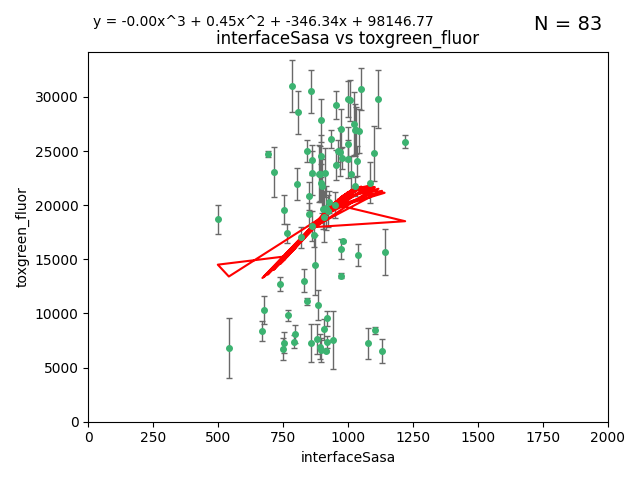 y = -0.00x^3 + 0.45x^2 + -346.34x + 98146.77
N = 83
interfaceSasa vs toxgreen_fluor
30000
25000
20000
15000
10000
5000
0
toxgreen_fluor
0 250 500 750 1000 1250 1500 1750 2000
interfaceSasa